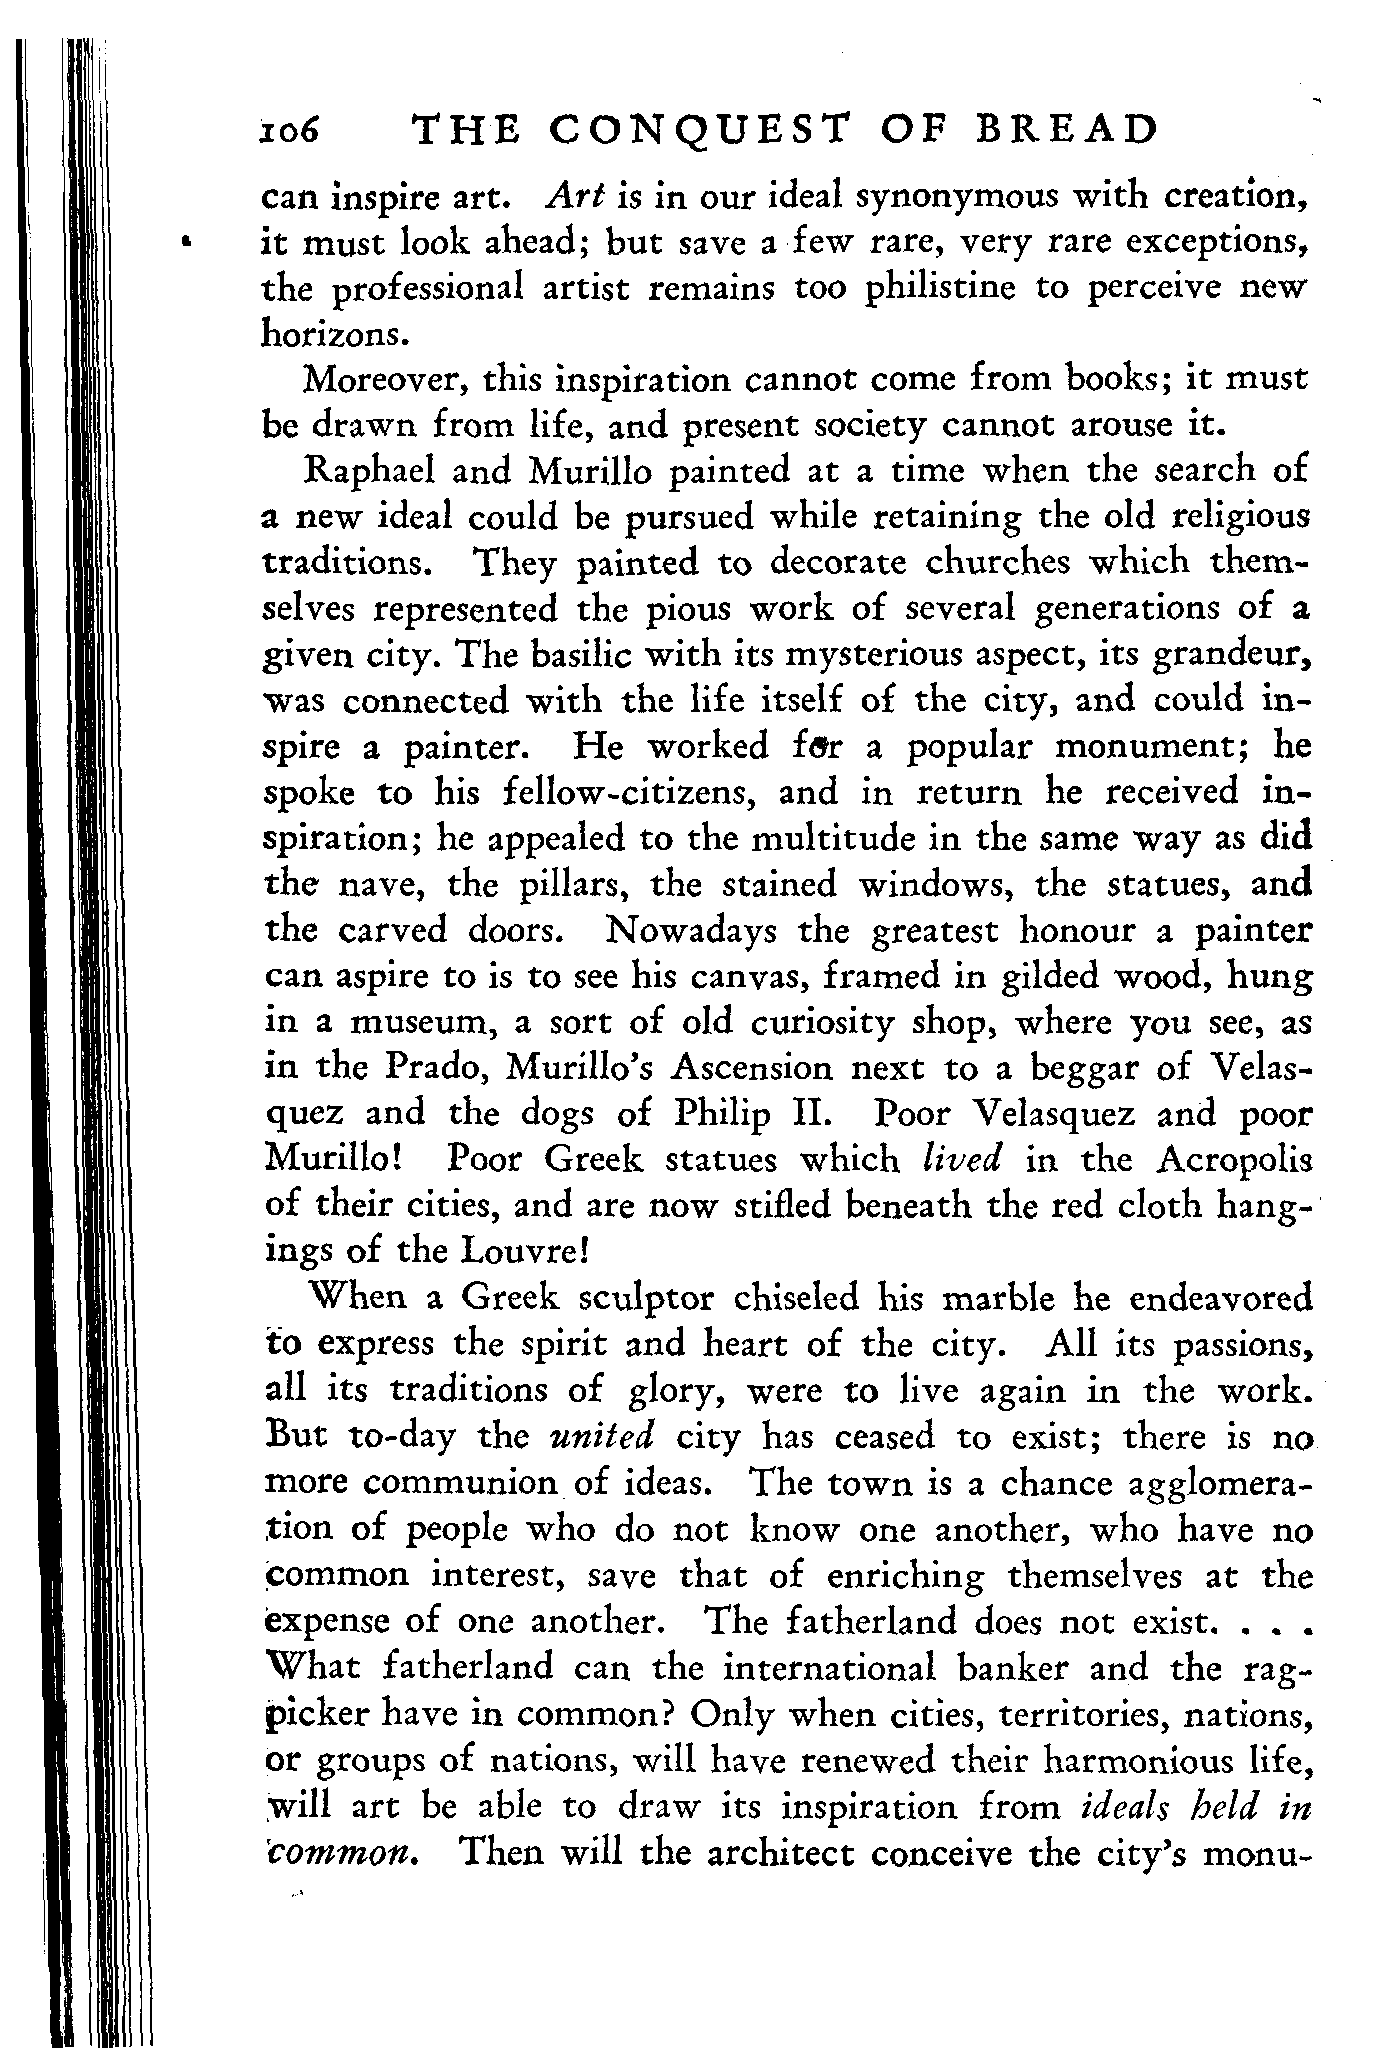 106 THE CONQUEST OF BREAD
can inspire art. Art is in our ideal synonymous with creation,
it must look ahead; but save a few rare, very rare exceptions,
the professional artist remains too philistine to perceive new
horizons.
Moreover, this inspiration cannot come from books; it must
be drawn from life, and present society cannot arouse it.
Raphael and Murillo painted at a time when the search of
a new ideal could be pursued while retaining the old religious
traditions. They painted to decorate churches which them-
selves represented the pious work of several generations of a
given city. The basilic with its mysterious aspect, its grandeur,
was connected with the life itself of the city, and could in-
spire a painter. He worked for a popular monument; he
spoke to his fellow-citizens, and in return he received in-
spiration; he appealed to the multitude in the same way as did
the nave, the pillars, the stained windows, the statues, and
the carved doors. Nowadays the greatest honour a painter
can aspire to is to see his canvas, framed in gilded wood, hung
in a museum, a sort of old curiosity shop, where you see, as
in the Prado, Murillo's Ascension next to a beggar of Velas-
quez and the dogs of Philip II. Poor Velasquez and poor
Murillo! Poor Greek statues which lived in the Acropolis
of their cities, and are now stifled beneath the red cloth hang-
ings of the Louvre!
When a Greek sculptor chiseled his marble he endeavored
to express the spirit and heart of the city. All its passions,
all its traditions of glory, were to live again in the work.
But to-day the united city has ceased to exist; there is no
more communion of ideas. The town is a chance agglomera-
tion of people who do not know one another, who have no
common interest, save that of enriching themselves at the
expense of one another. The fatherland does not exist. . . .
What fatherland can the international banker and the rag-
picker have in common? Only when cities, territories, nations,
or groups of nations, will have renewed their harmonious life,
will art be able to draw its inspiration from ideals held in
common. Then will the architect conceive the city's monu-